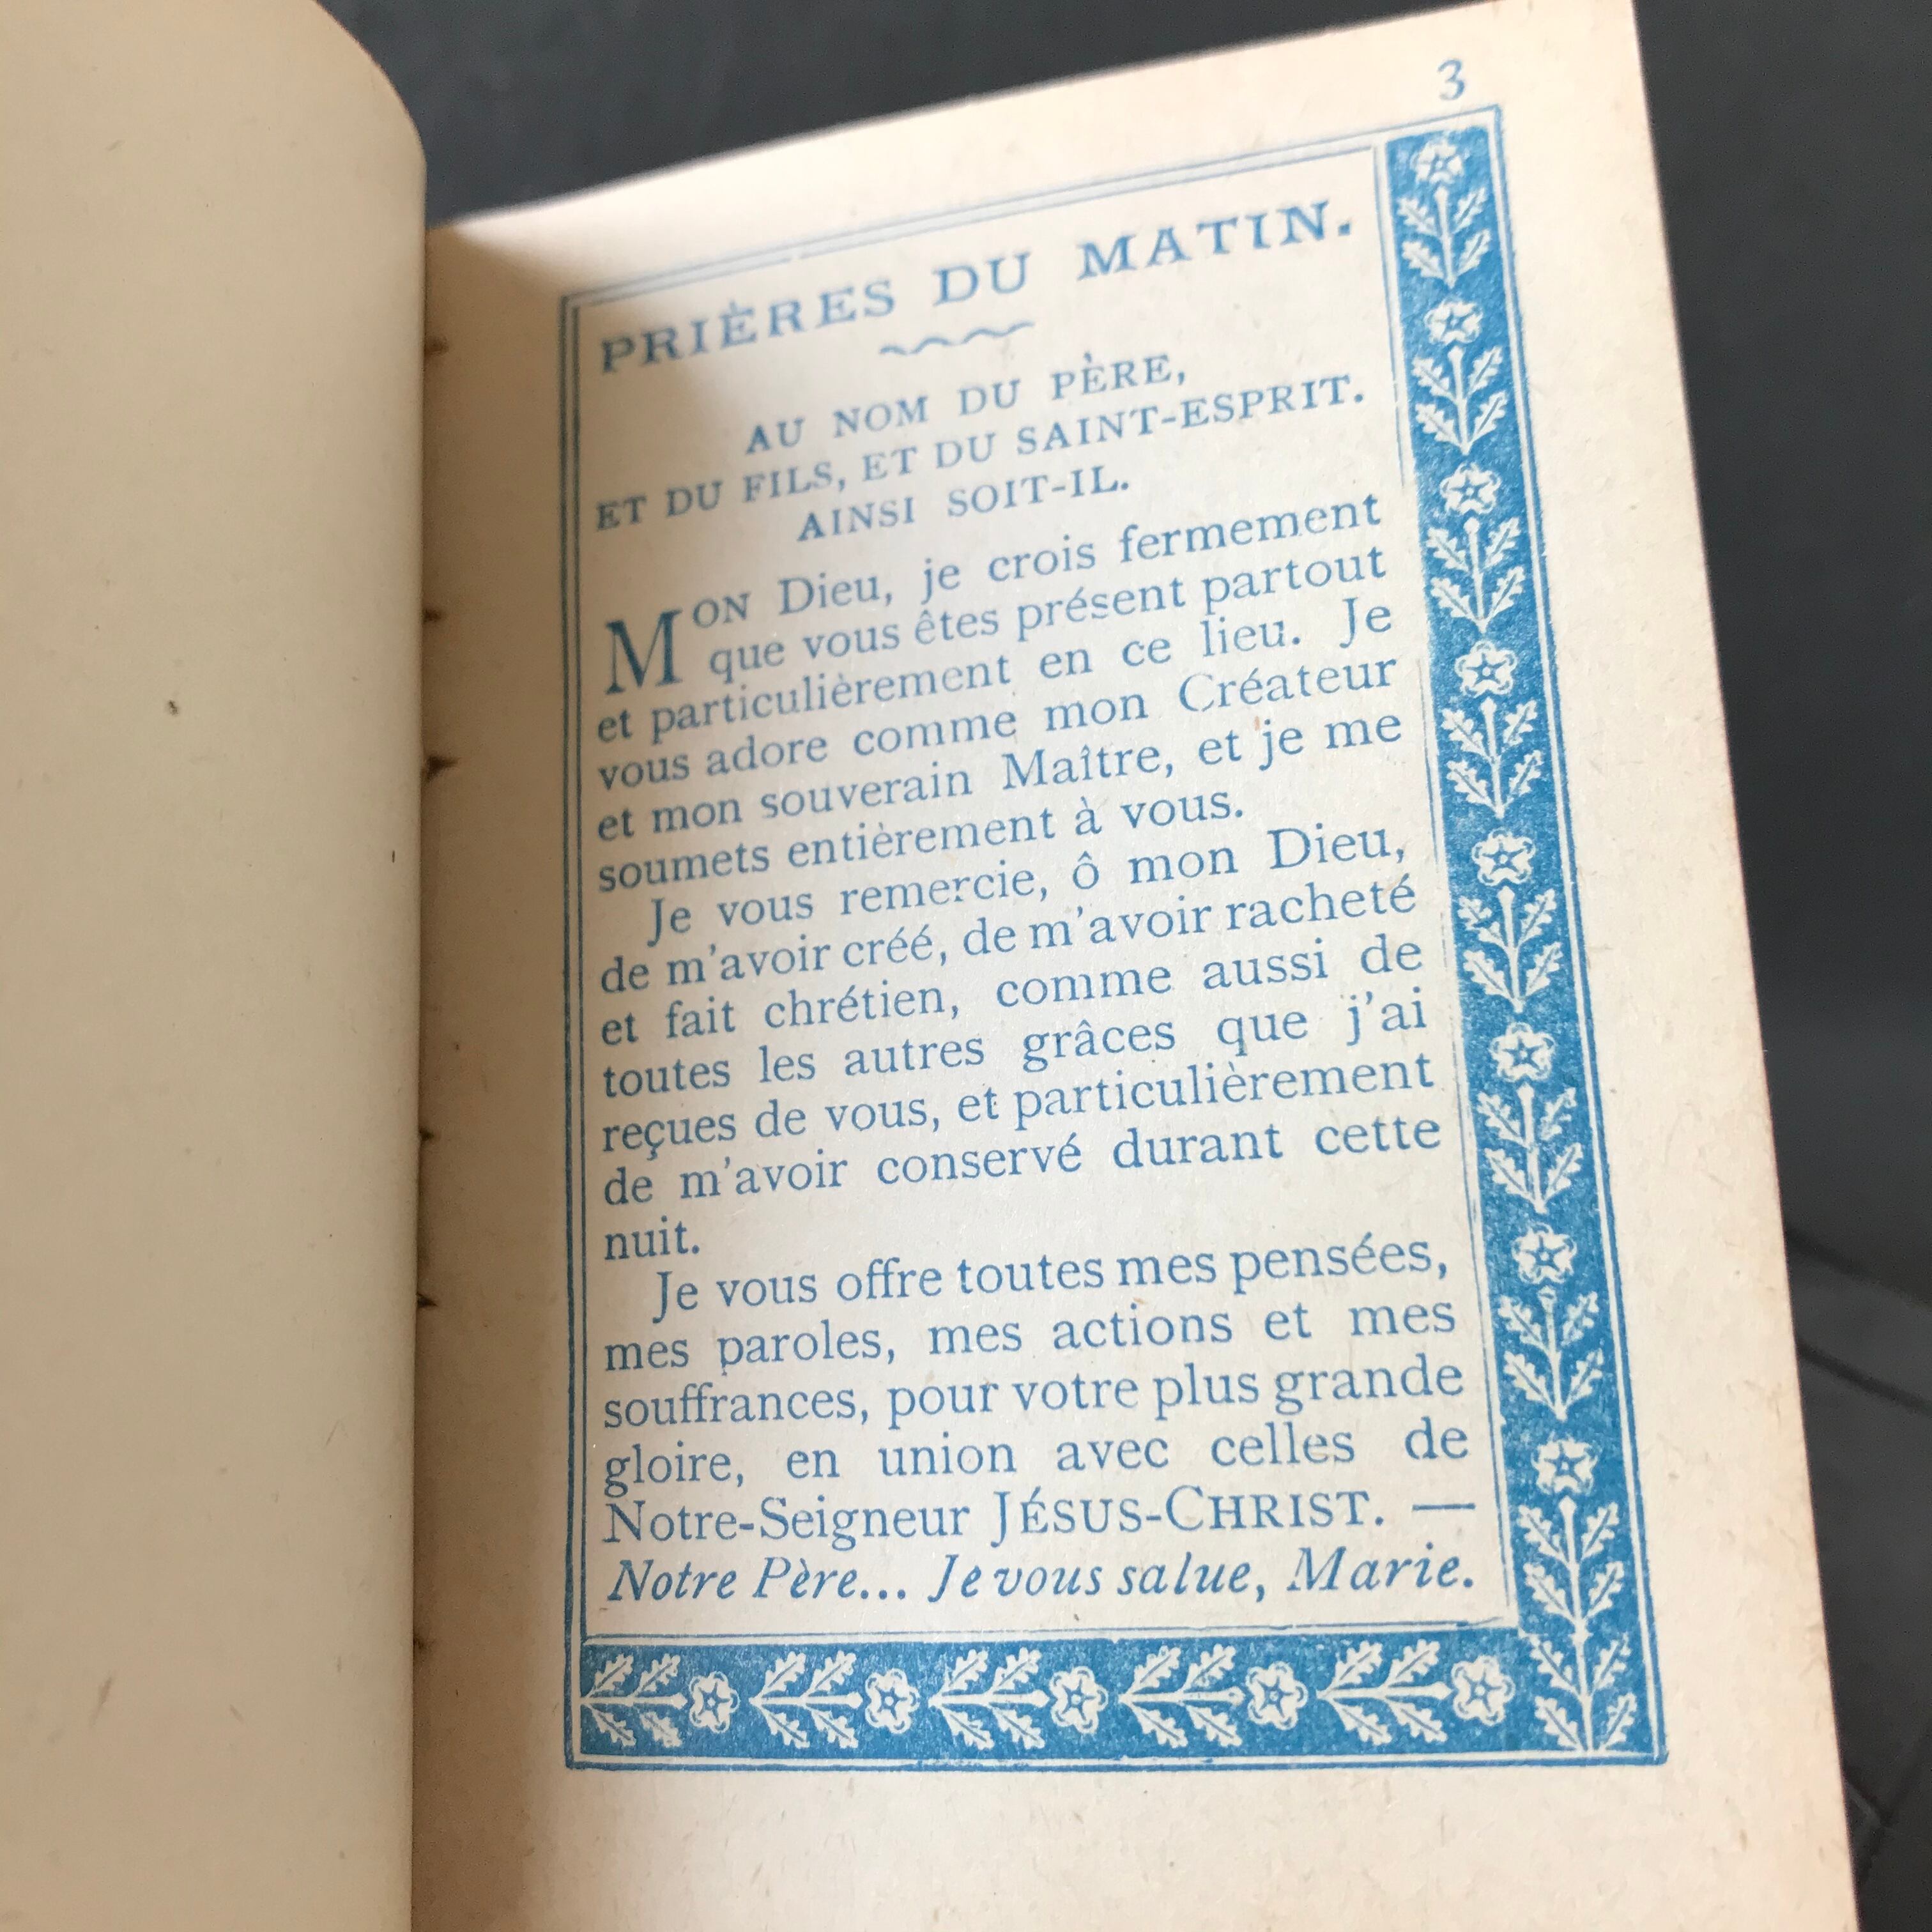 3
PRIÈRES DU MATIN.
AU NOM DU PÈRE,
ET DU FILS, ET DU SAINT-ESPRIT.
AINSI SOIT-IL.
MON Dieu, je crois fermement
que vous êtes présent partout
et particulièrement en ce lieu. Je
vous adore comme mon Créateur
et mon souverain Maître, et je me
soumets entièrement à vous.
Je vous remercie, ô mon Dieu,
de m'avoir créé, de m'avoir racheté
et fait chrétien, comme aussi de
toutes les autres grâces que j'ai
reçues de vous, et particulièrement
de m'avoir conservé durant cette
nuit.
Je vous offre toutes mes pensées,
mes paroles, mes actions et mes
souffrances, pour votre plus grande
gloire, en union avec celles de
Notre-Seigneur JÉSUS-CHRIST. —
Notre Père... Je vous salue, Marie.